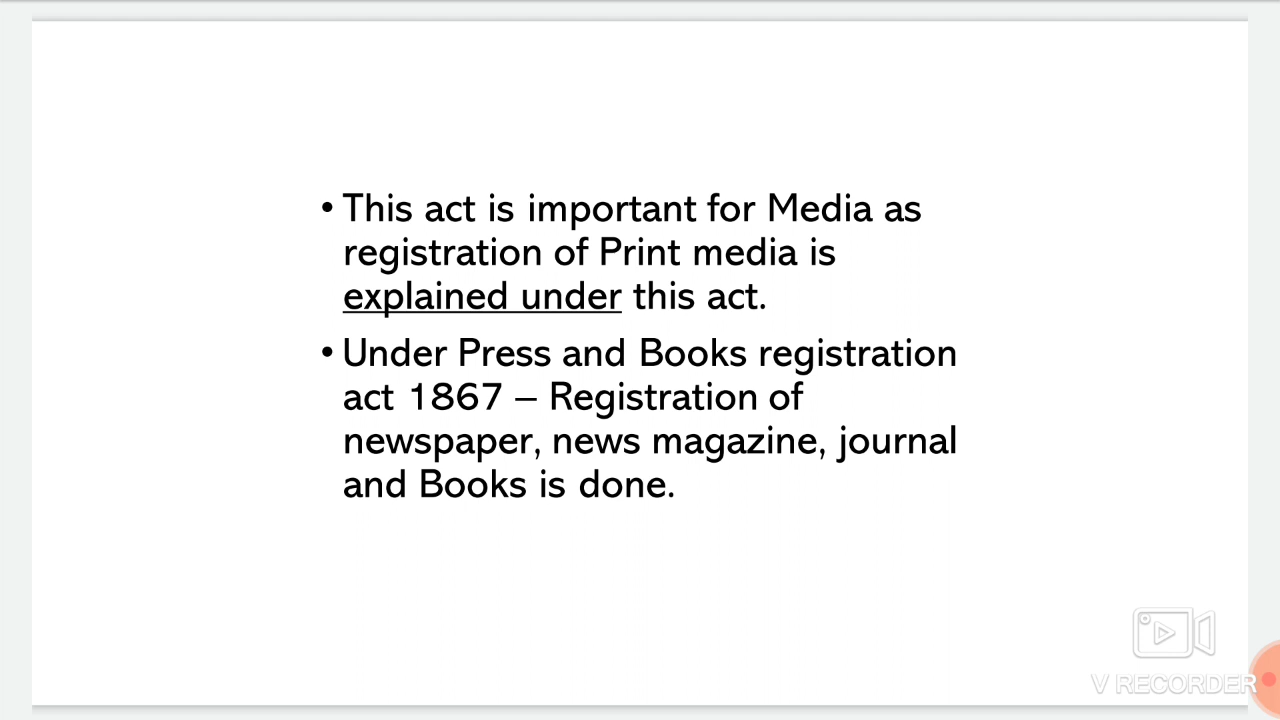 • This act is important for Media as
registration of Print media is
explained under this act.
• Under Press and Books registration
act 1867 – Registration of
newspaper, news magazine, journal
and Books is done.
V RECORDER